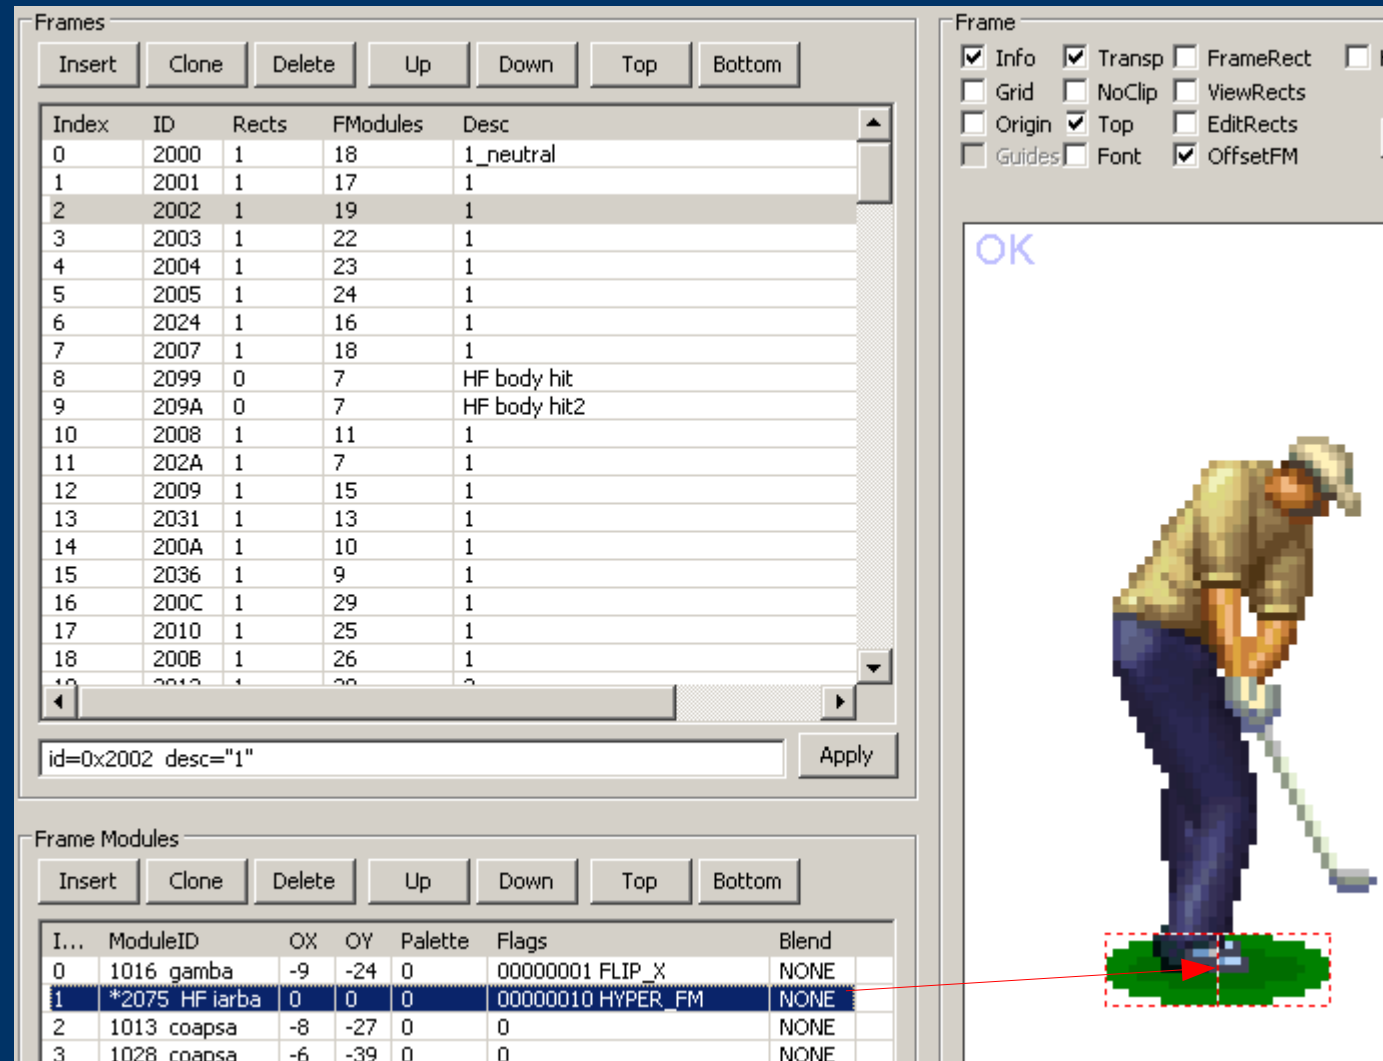 Frames
Insert Clone Delete Up Down Top Bottom
Index ID Rects FModules Desc
0 2000 1 18 1_neutral
1 2001 1 17 1
2 2002 1 19 1
3 2003 1 22 1
4 2004 1 23 1
5 2005 1 24 1
6 2024 1 16 1
7 2007 1 18 1
8 2099 0 7 HF body hit
9 209A 0 7 HF body hit2
10 2008 1 11 1
11 202A 1 7 1
12 2009 1 15 1
13 2031 1 13 1
14 200A 1 10 1
15 2036 1 9 1
16 200C 1 29 1
17 2010 1 25 1
18 200B 1 26 1
id=0x2002 desc="1"
Apply
Frame Modules
Insert Clone Delete Up Down Top Bottom
I... ModuleID OX OY Palette Flags Blend
0 1016 gamba -9 -24 0 00000001 FLIP_X NONE
1 *2075 HF iarba 0 0 0 00000010 HYPER_FM NONE
2 1013 coapsa -8 -27 0 0 NONE
3 1028 coapsa -6 -39 0 0 NONE
Frame
Info Transp FrameRect
Grid NoClip ViewRects
Origin Top EditRects
Guides Font OffsetFM
OK